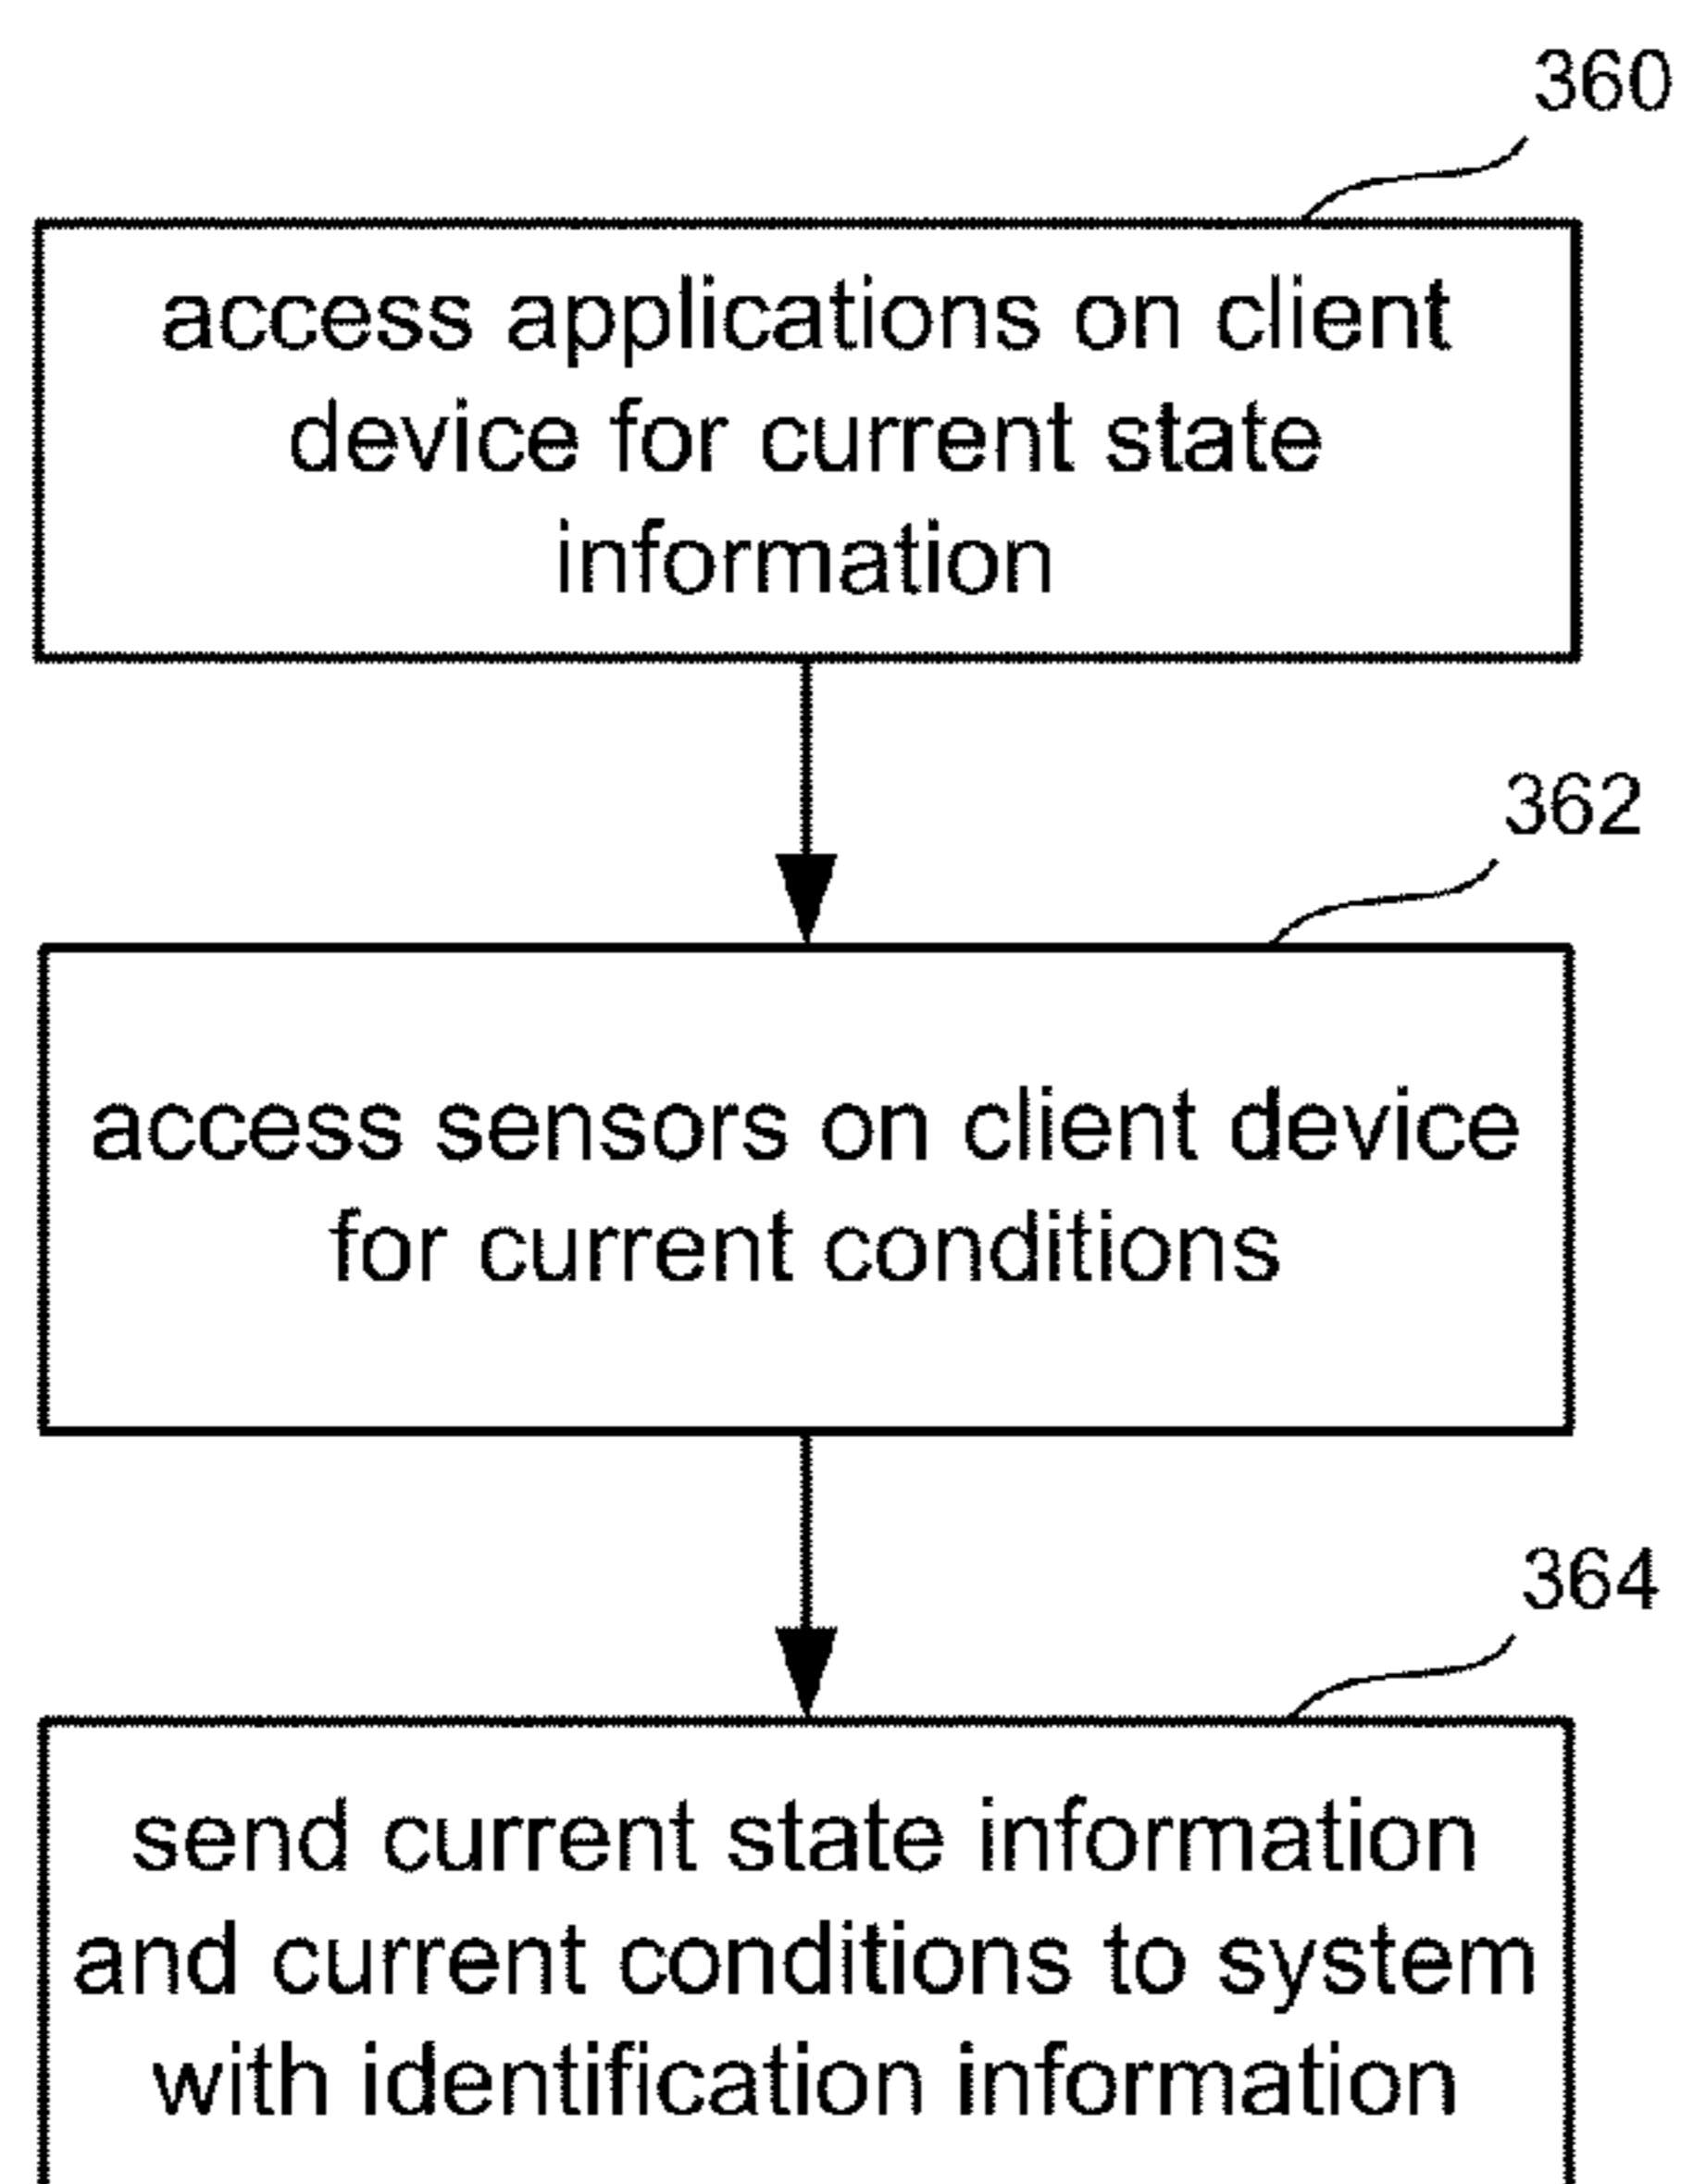 360
access applications on client
device for current state
information
362
access sensors on client device
for current conditions
364
send current state information
and current conditions to system
with identification information